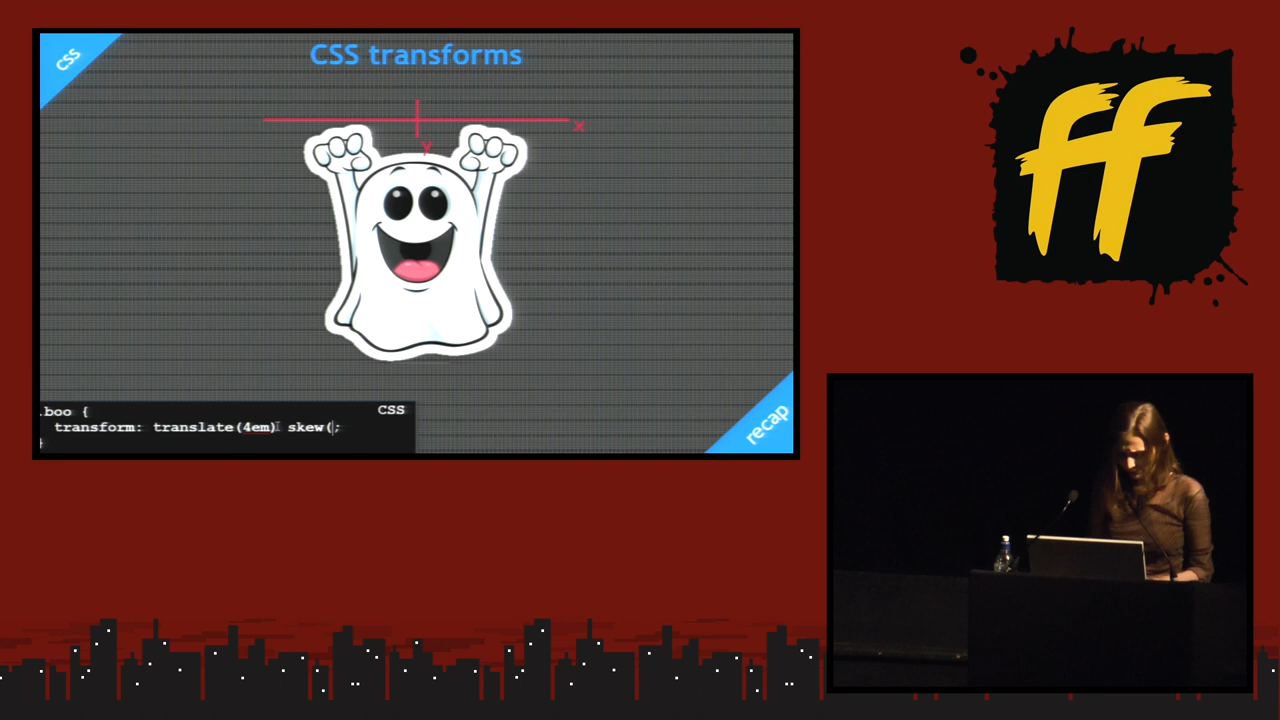 CSS
CSS transforms
x
y
.boo {
CSS
transform: translate(4em) skew(;
}
recap
ff